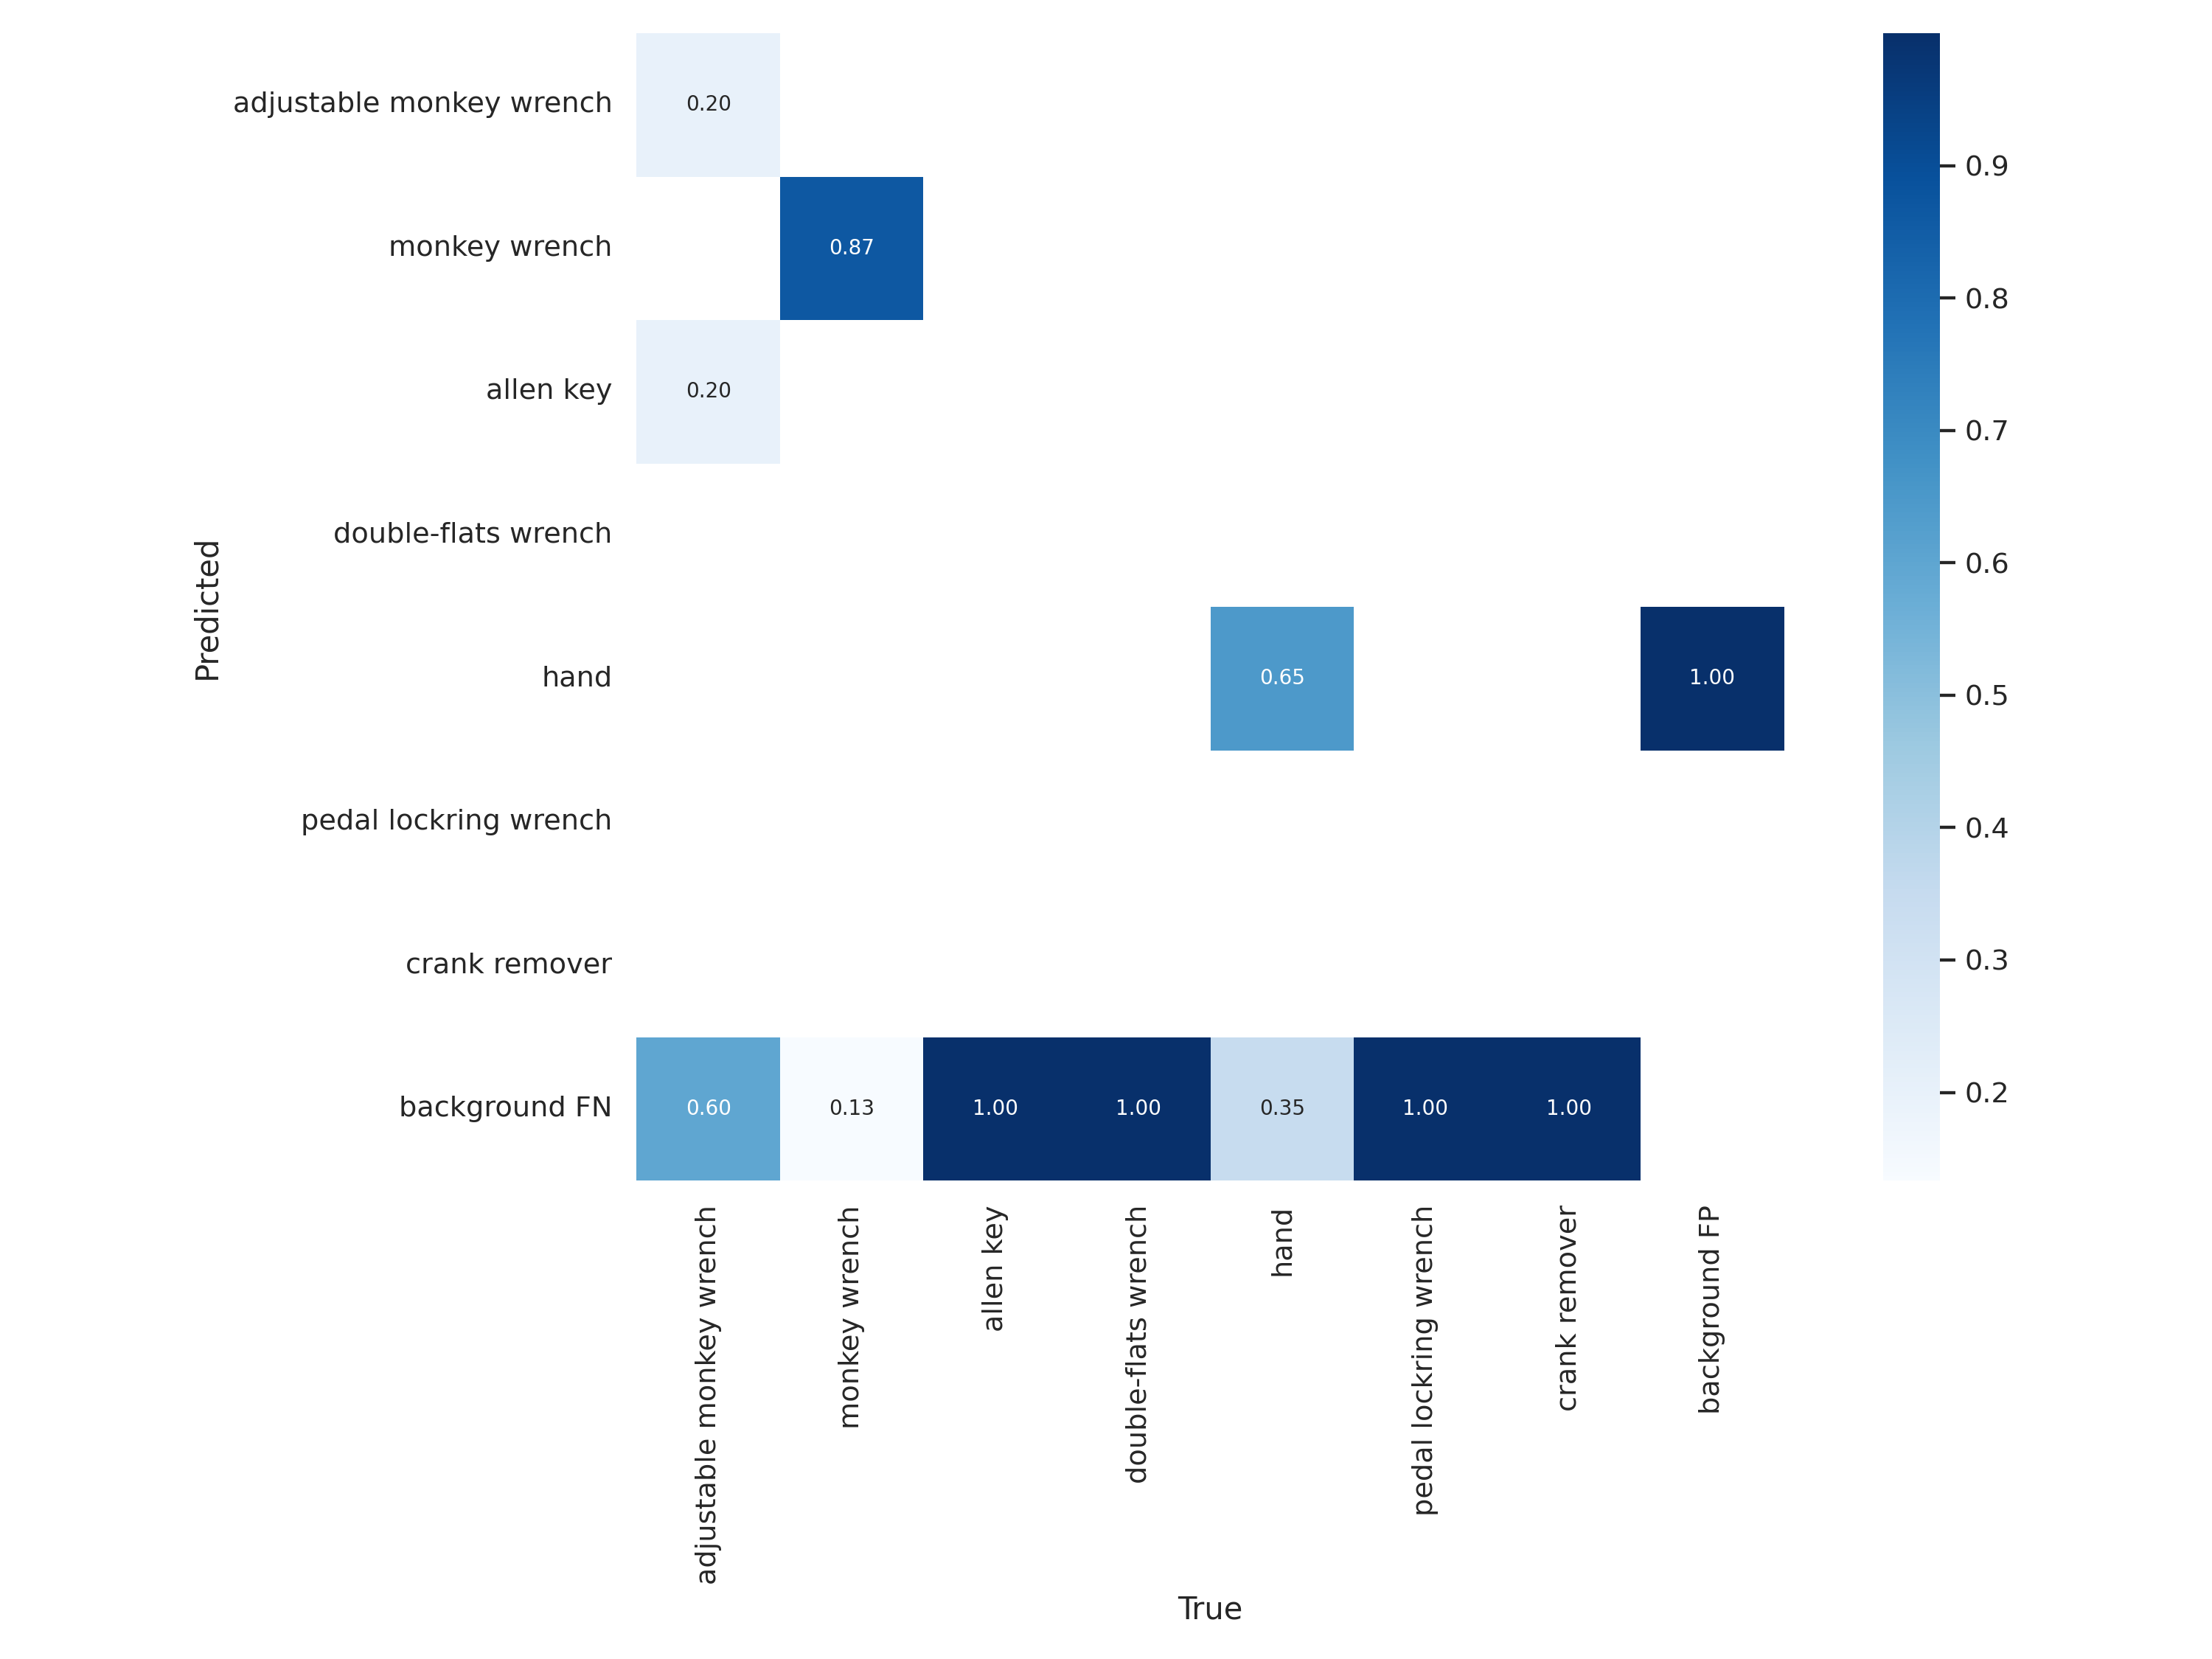 adjustable monkey wrench 0.20
monkey wrench 0.87
allen key 0.20
double-flats wrench
hand 0.65 1.00
pedal lockring wrench
crank remover
background FN 0.60 0.13 1.00 1.00 0.35 1.00 1.00
Predicted
adjustable monkey wrench
monkey wrench
allen key
double-flats wrench
hand
pedal lockring wrench
crank remover
background FP
True
0.9
0.8
0.7
0.6
0.5
0.4
0.3
0.2